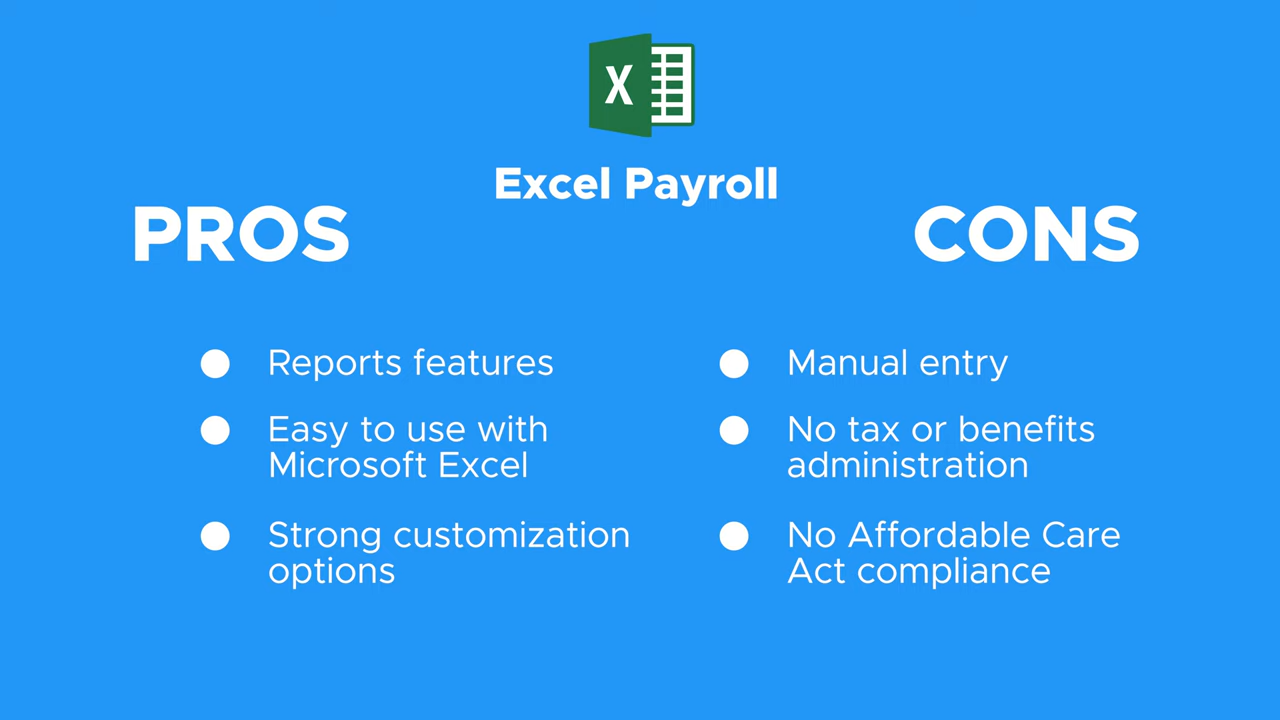 X
Excel Payroll
PROS
Reports features
Easy to use with
Microsoft Excel
Strong customization
options
CONS
Manual entry
No tax or benefits
administration
No Affordable Care
Act compliance